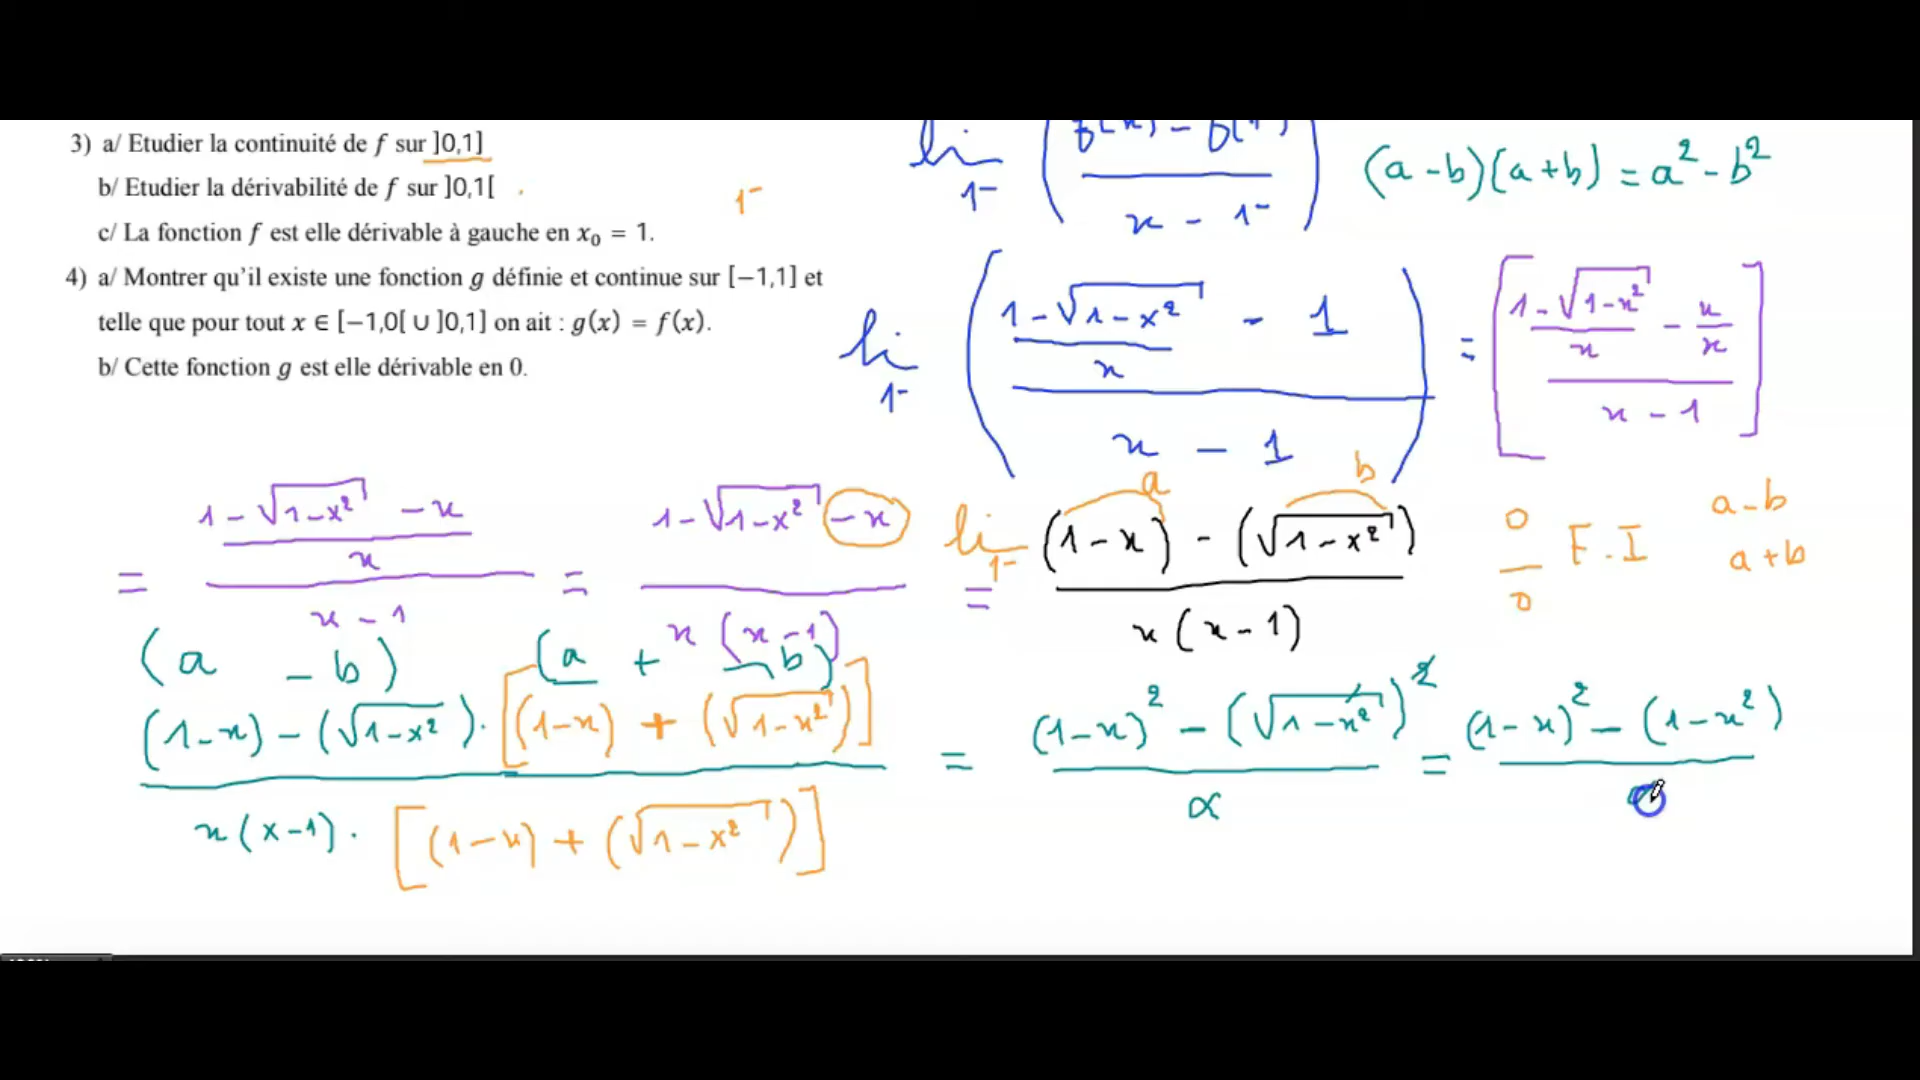 3) a/ Etudier la continuité de f sur ]0,1]
b/ Etudier la dérivabilité de f sur ]0,1[
c/ La fonction f est elle dérivable à gauche en x₀ = 1.
4) a/ Montrer qu'il existe une fonction g définie et continue sur [−1,1] et
telle que pour tout x ∈ [−1,0[ ∪ ]0,1] on ait : g(x) = f(x).
b/ Cette fonction g est elle dérivable en 0.
1⁻
li 1⁻ ( / x - 1⁻ )
(a - b)(a + b) = a² - b²
li 1⁻ ( ( (1 - √(1 - x²)) / x - 1 ) / (x - 1) ) = [ ( (1 - √(1 - x²)) / x - x/x ) / (x - 1) ]
= ( (1 - √(1 - x²) - x) / x ) / (x - 1) = (1 - √(1 - x²) - x) / x(x - 1) = li 1⁻ ((1 - x) - (√(1 - x²))) / x(x - 1)
a b
0/0 F.I
a - b
a + b
(a - b) (a + b)
(1 - x) - (√(1 - x²)) . [(1 - x) + (√(1 - x²))] / x(x - 1) . [(1 - x) + (√(1 - x²))] = ((1 - x)² - (√(1 - x²))²) / α = ((1 - x)² - (1 - x²)) /